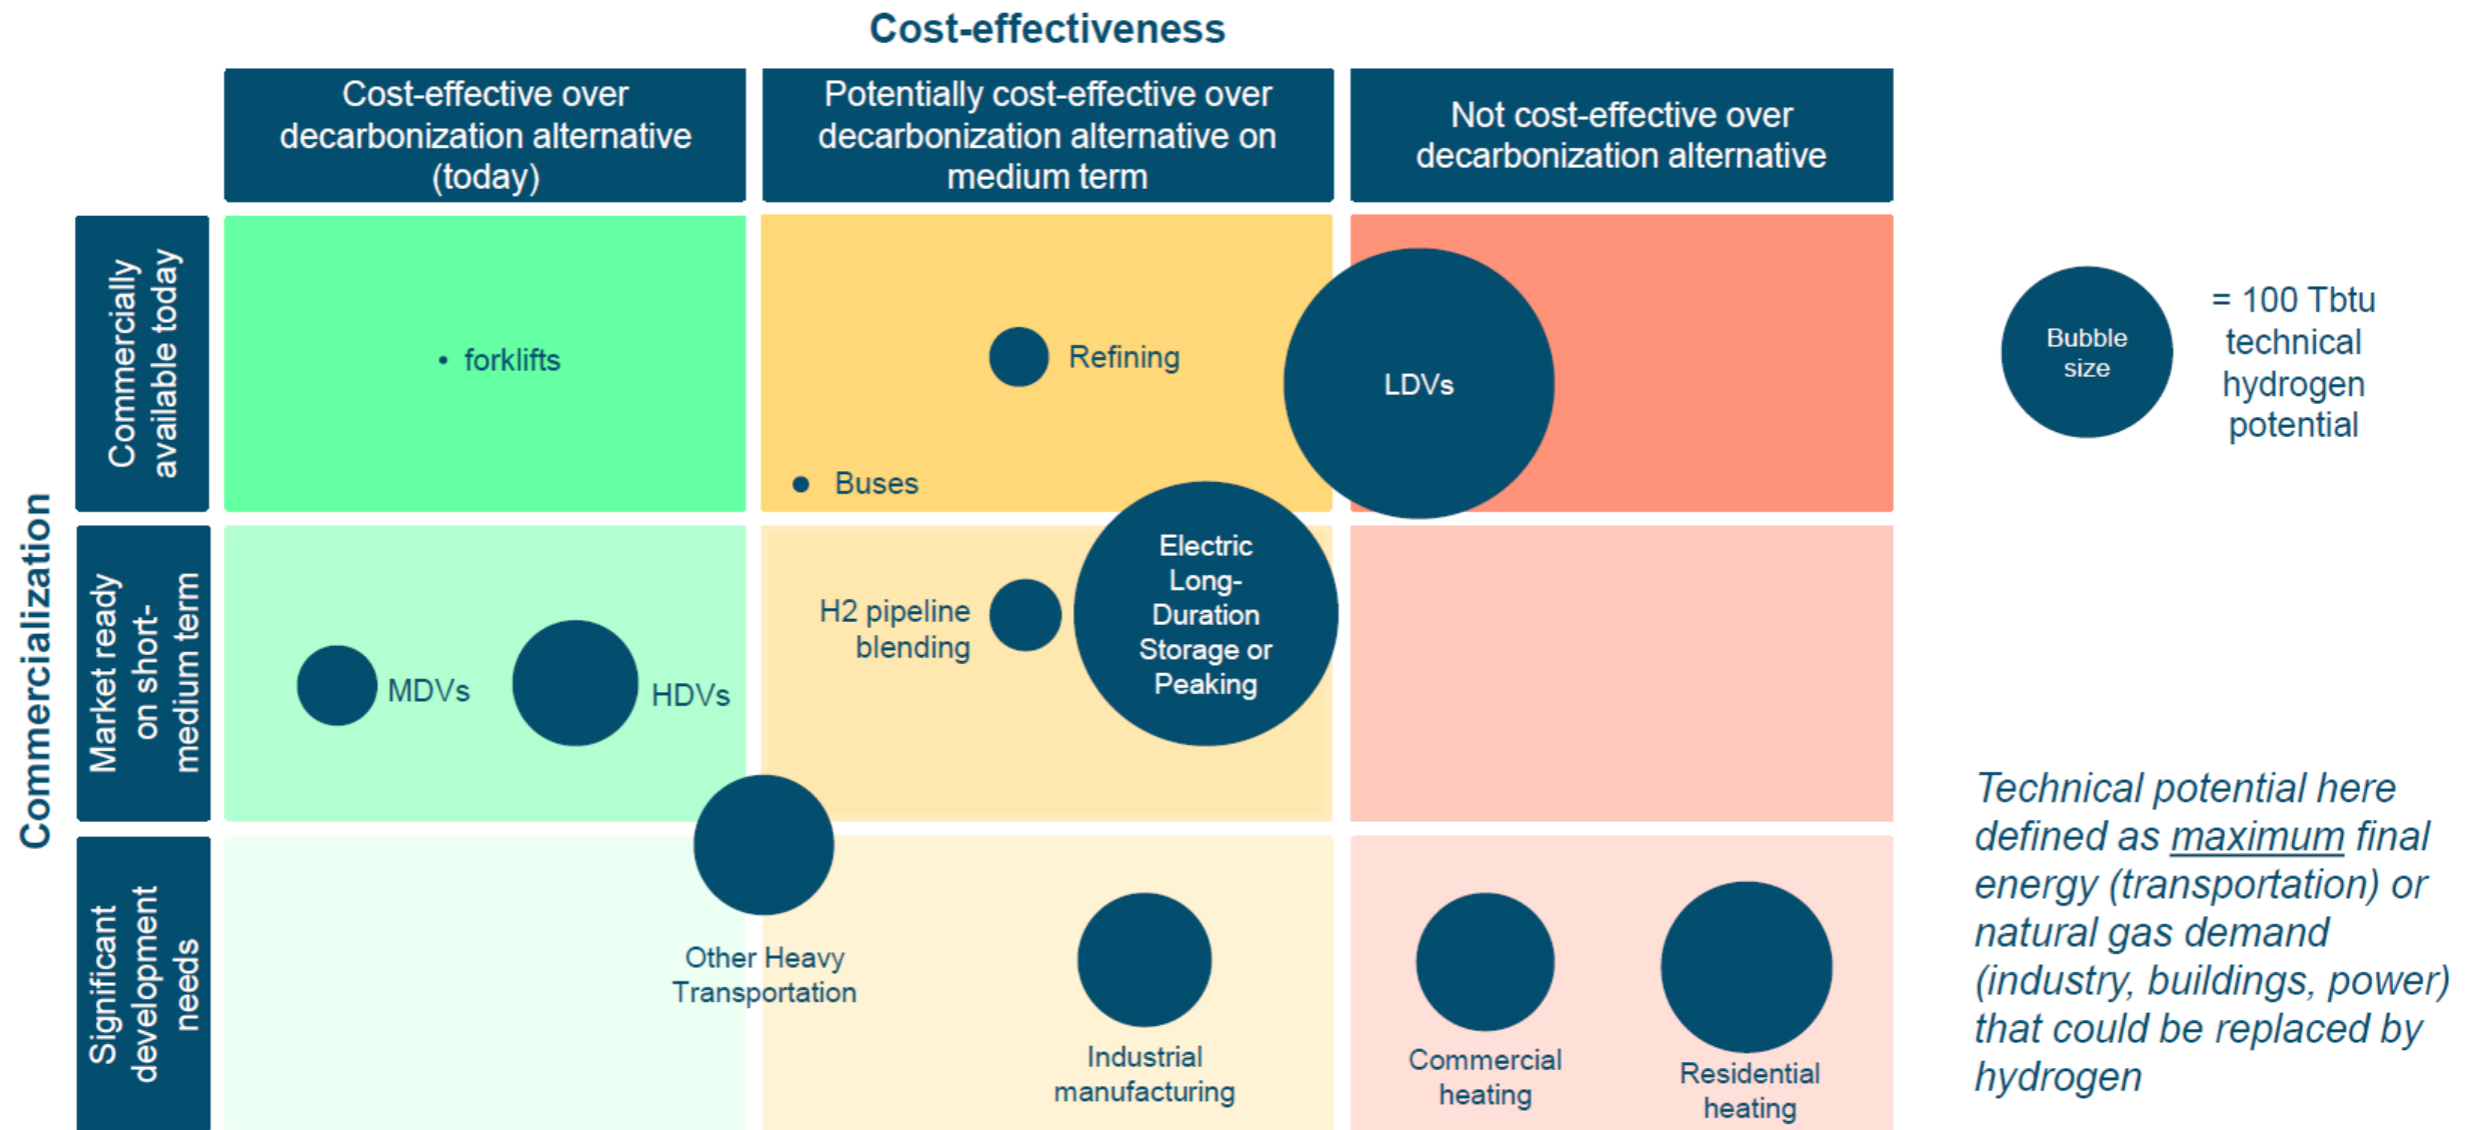 Cost-effectiveness
Cost-effective over
decarbonization alternative
(today)
Potentially cost-effective over
decarbonization alternative on
medium term
Not cost-effective over
decarbonization alternative
Commercialization
Commercially
available today
forklifts
Refining
Buses
LDVs
Bubble
size
= 100 Tbtu
technical
hydrogen
potential
Market ready
on short-
medium term
MDVs
HDVs
H2 pipeline
blending
Electric
Long-
Duration
Storage or
Peaking
Significant
development
needs
Other Heavy
Transportation
Industrial
manufacturing
Commercial
heating
Residential
heating
Technical potential here
defined as maximum final
energy (transportation) or
natural gas demand
(industry, buildings, power)
that could be replaced by
hydrogen